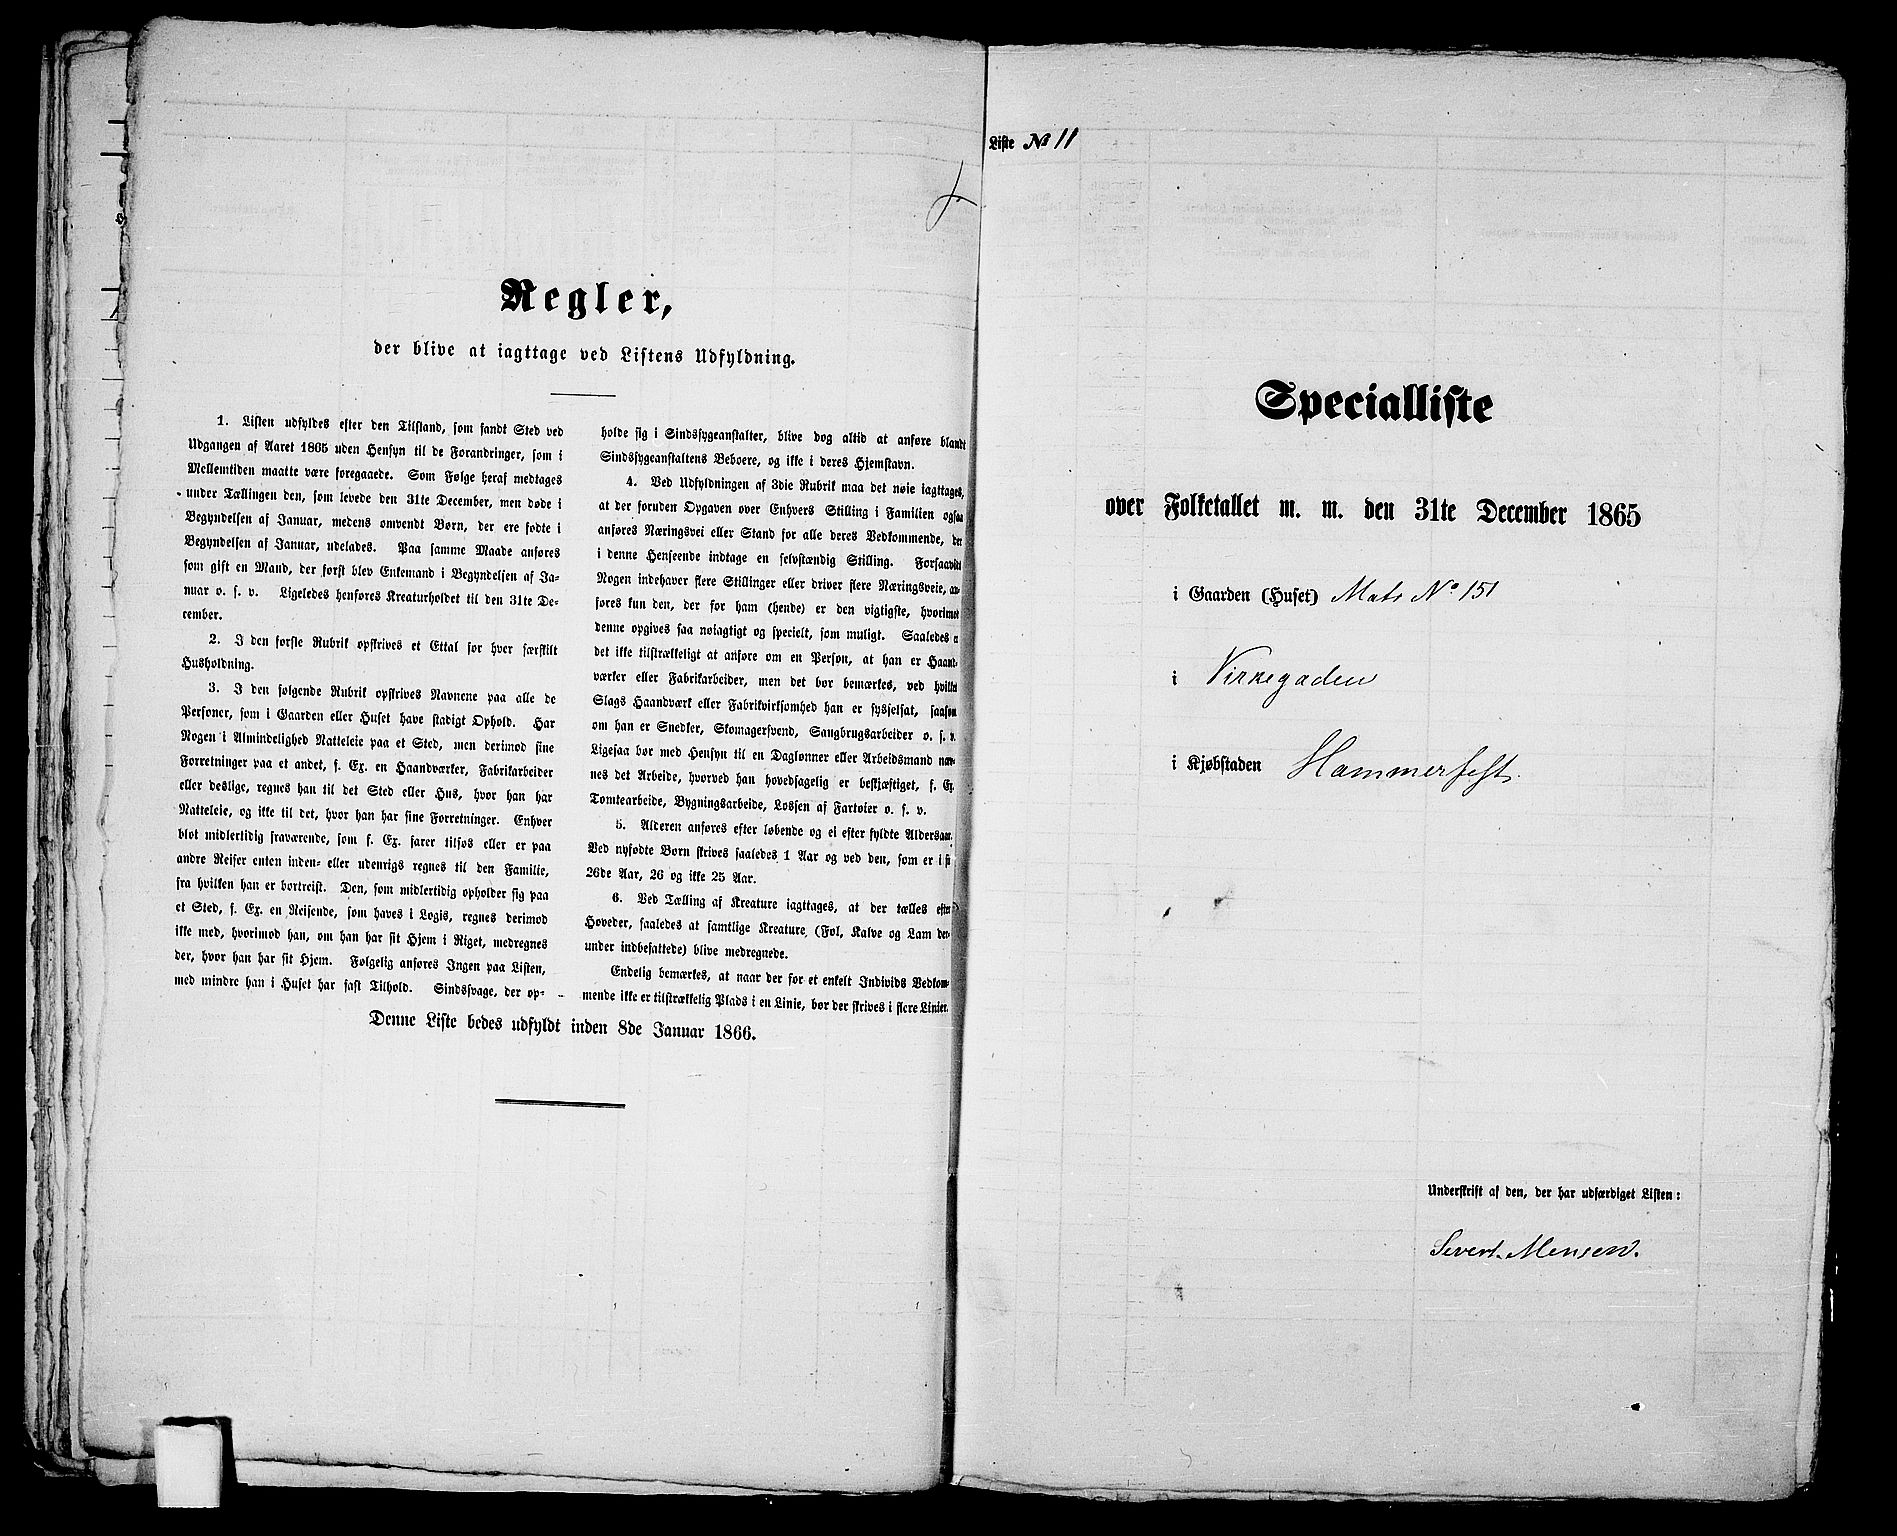 Regler,
der blive at iagttage ved Listens Udfyldning.
1. Listen udfyldes efter den Tilstand, som fandt Sted ved
Udgangen af Aaret 1865 uden Hensyn til de Forandringer, som i
Mellemtiden maatte være foregaaede. Som Følge heraf medtages
under Tællingen den, som levede den 31te December, men døde i
Begyndelsen af Januar, medens omvendt Børn, der ere fødte i
Begyndelsen af Januar, udelades. Paa samme Maade anføres
som gift en Mand, der først blev Enkemand i Begyndelsen af Ja-
nuar o. s. v. Ligeledes henføres Kreaturholdet til den 31te De-
cember.
2. I den første Rubrik opskrives et Ettal for hver særskilt
Husholdning.
3. I den følgende Rubrik opskrives Navnene paa alle de
Personer, som i Gaarden eller Huset have stadigt Ophold. Har
Nogen i Almindelighed Natteleie paa et Sted, men derimod sine
Forretninger paa et andet, f. Ex. en Haandværker, Fabrikarbeider
eller deslige, regnes han til det Sted eller Hus, hvor han har
Natteleie, og ikke til det, hvor han har sine Forretninger. Enhver
blot midlertidig fraværende, som f. Ex. farer tilsøs eller er paa
andre Reiser enten inden- eller udenrigs regnes til den Familie,
fra hvilken han er bortreist. Den, som midlertidig opholder sig paa
et Sted, f. Ex. en Reisende, som haves i Logis, regnes derimod
ikke med, hvorimod han, om han har sit Hjem i Riget, medregnes
der, hvor han har sit Hjem. Følgelig anføres Ingen paa Listen,
med mindre han i Huset har fast Tilhold. Sindssvage, der op-
holde sig i Sindssygeanstalter, blive dog altid at anføre blandt
Sindssygeanstaltens Beboere, og ikke i deres Hjemstavn.
4. Ved Udfyldningen af 3die Rubrik maa det nøie iagttages,
at der foruden Opgaven over Enhvers Stilling i Familien ogsaa
anføres Næringsvei eller Stand for alle deres Vedkommende, der
i denne Henseende indtage en selvstændig Stilling. Forsaavidt
Nogen indehaver flere Stillinger eller driver flere Næringsveie, an-
føres kun den, der for ham (hende) er den vigtigste, hvorimod
denne opgives saa nøiagtigt og specielt, som muligt. Saaledes e
det ikke tilstrækkeligt at anføre om en Person, at han er Haand-
værker eller Fabrikarbeider, men det bør bemærkes, ved hvilket
Slags Haandværk eller Fabrikvirksomhed han er sysselsat, saasom
om han er Snedker, Skomagersvend, Saugbrugsarbeider o. s. v.
Ligesaa bør med Hensyn til en Daglønner eller Arbeidsmand næv-
nes det Arbeide, hvorved han hovedsagelig er beskjæftiget, f. Ex.
Tomtearbeide, Bygningsarbeide, Lossen af Fartøier o. s. v.
5. Alderen anføres efter løbende og ei efter fyldte Aldersaar.
Ved nyfødte Børn skrives saaledes 1 Aar og ved den, som er i sit
26de Aar, 26 og ikke 25 Aar.
6. Ved Tælling af Kreature iagttages, at der tælles efter
Hoveder, saaledes at samtlige Kreature, (Føl, Kalve og Lam der-
under indbefattede) blive medregnede.
Endelig bemærkes, at naar der for et enkelt Individs Vedkom-
mende ikke er tilstrækkelig Plads i en Linie, bør der skrives i flere Linier.
Denne Liste bedes udfyldt inden 8de Januar 1866.
Liste № 11
Specialliste
over Folketallet m. m. den 31te December 1865
i Gaarden (Huset) Mats No 151
i Virkegaden
i Kjøbstaden Hammerfest.
Underskrift af den, der har udfærdiget Listen:
Severt. Mensen.